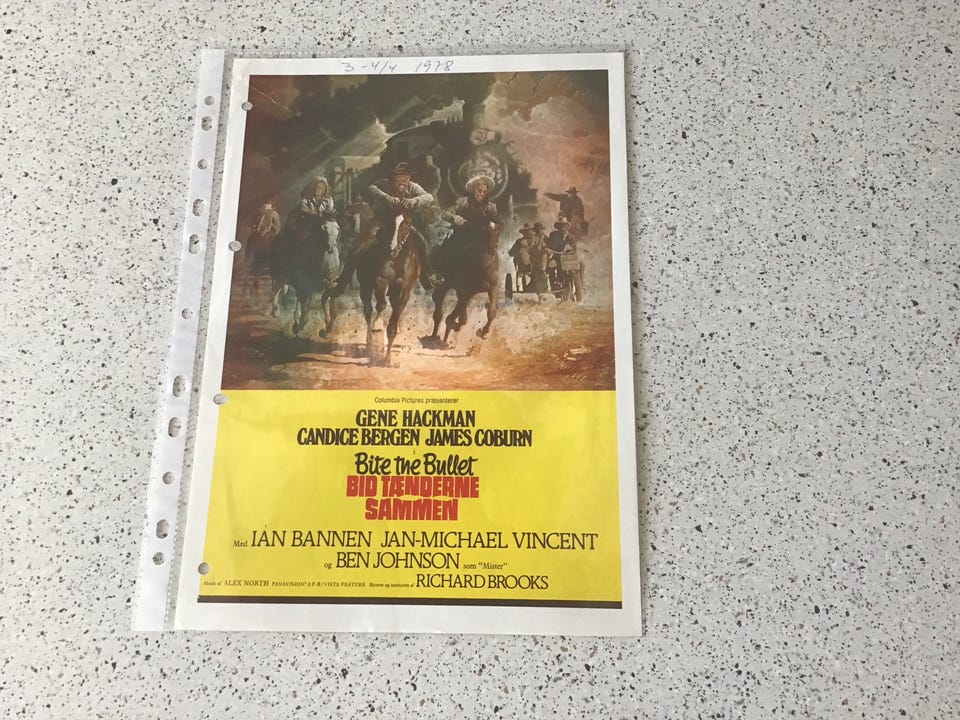 3-4/4 1978
Columbia Pictures præsenterer
GENE HACKMAN
CANDICE BERGEN JAMES COBURN
i
Bite the Bullet
BID TÆNDERNE
SAMMEN
Med IAN BANNEN JAN-MICHAEL VINCENT
og BEN JOHNSON som "Mister"
Musik af ALEX NORTH PANAVISION® A P-B/VISTA FEATURE Skrevet og instrueret af RICHARD BROOKS